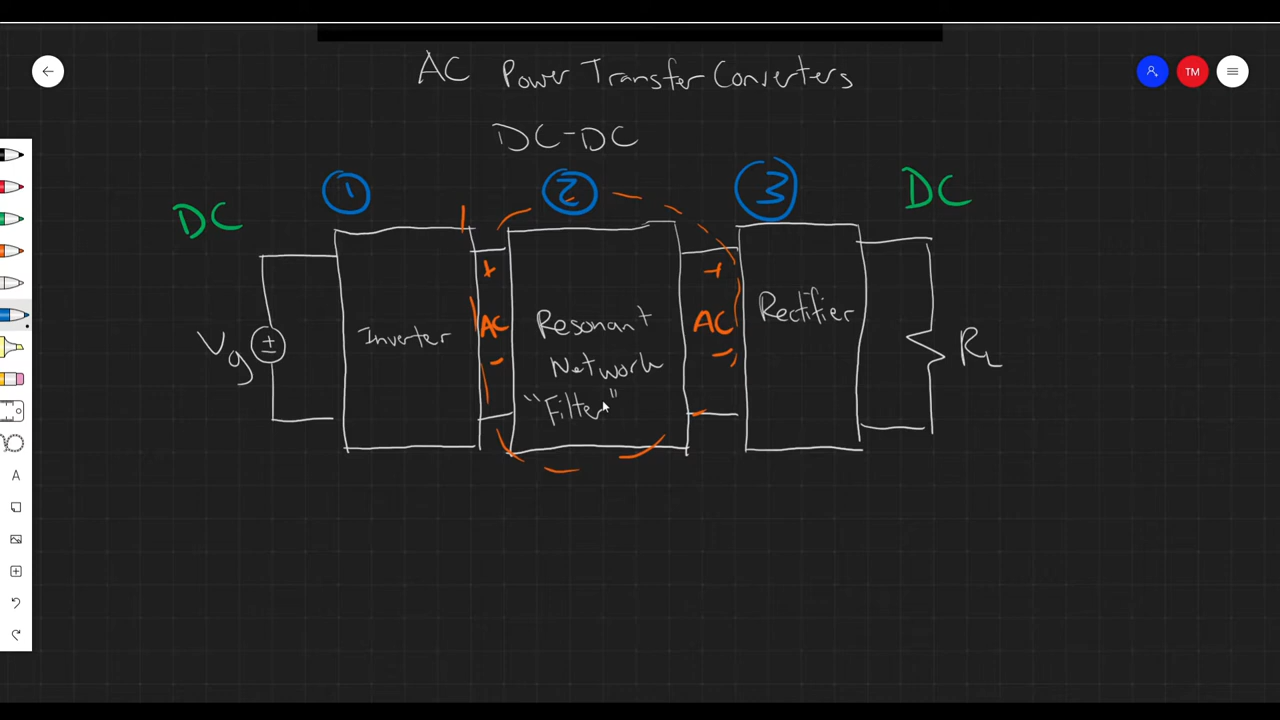 AC Power Transfer Converters
DC-DC
1 2 3
DC DC
+ +
Vg + - Inverter AC Resonant Network "Filter" AC Rectifier RL
- -
TM
A